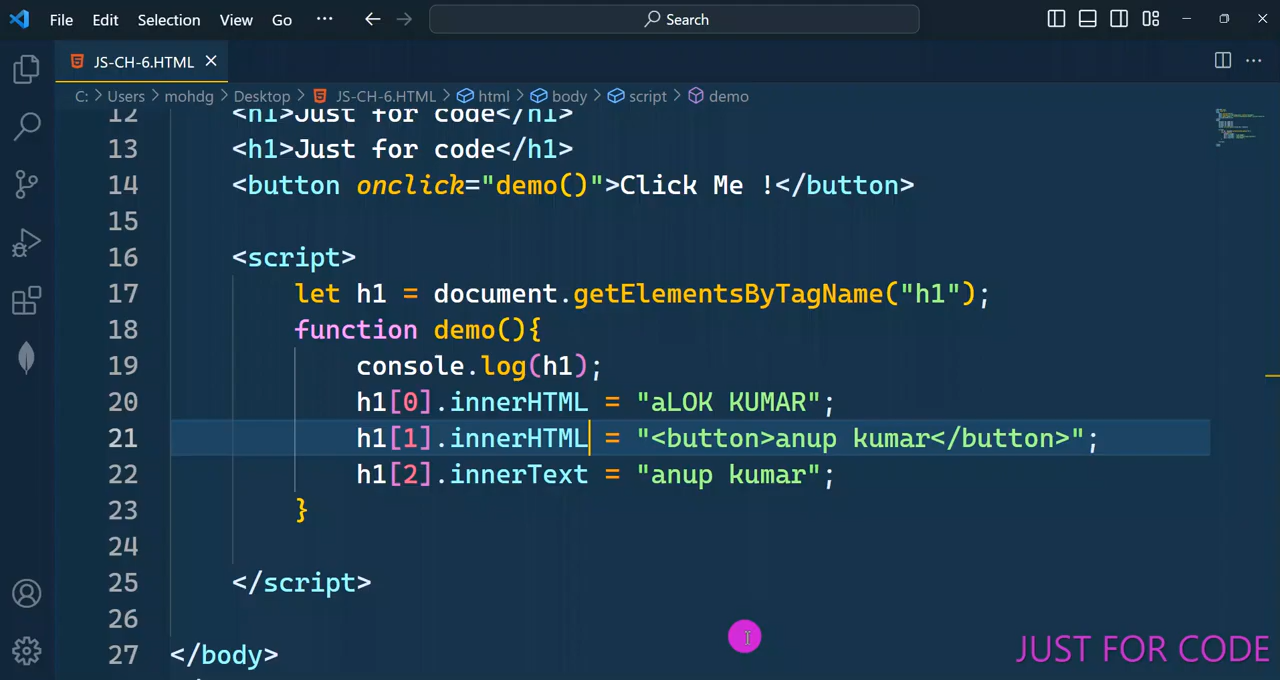 File Edit Selection View Go ··· Search
JS-CH-6.HTML
C: > Users > mohdg > Desktop > JS-CH-6.HTML > html > body > script > demo
12 <h1>Just for code</h1>
13 <h1>Just for code</h1>
14 <button onclick="demo()">Click Me !</button>
15
16 <script>
17 let h1 = document.getElementsByTagName("h1");
18 function demo(){
19 console.log(h1);
20 h1[0].innerHTML = "aLOK KUMAR";
21 h1[1].innerHTML = "<button>anup kumar</button>";
22 h1[2].innerText = "anup kumar";
23 }
24
25 </script>
26
27 </body>
JUST FOR CODE